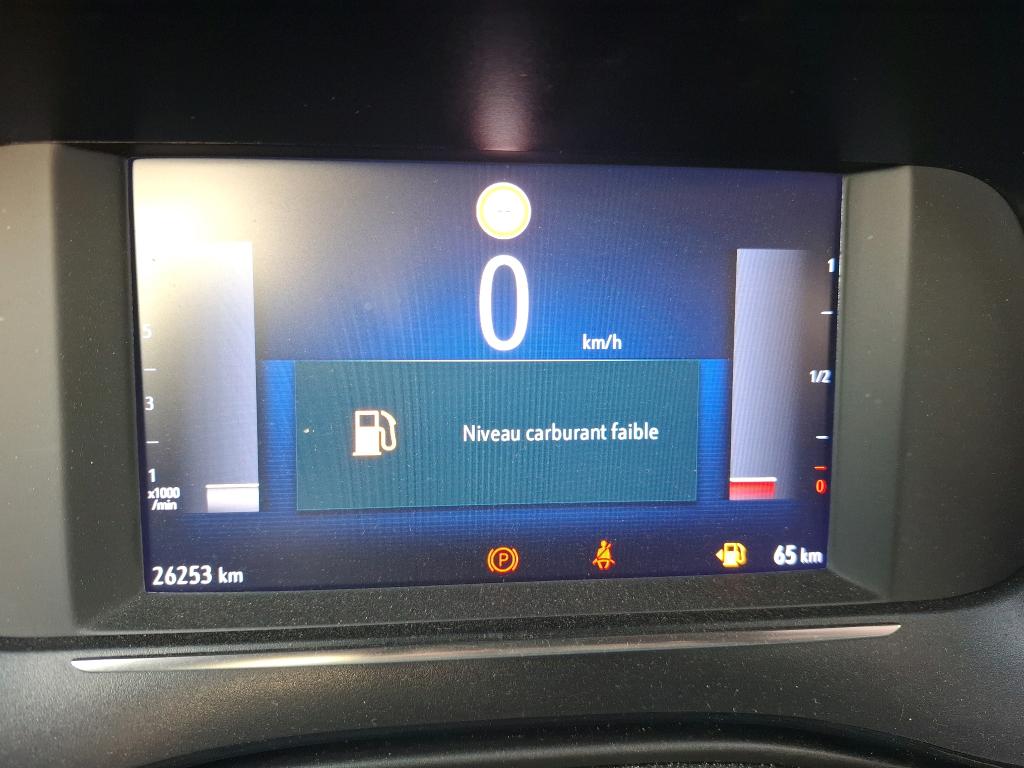 0
km/h
5
3
1
x1000
/min
1
1/2
0
Niveau carburant faible
26253 km
P
65 km